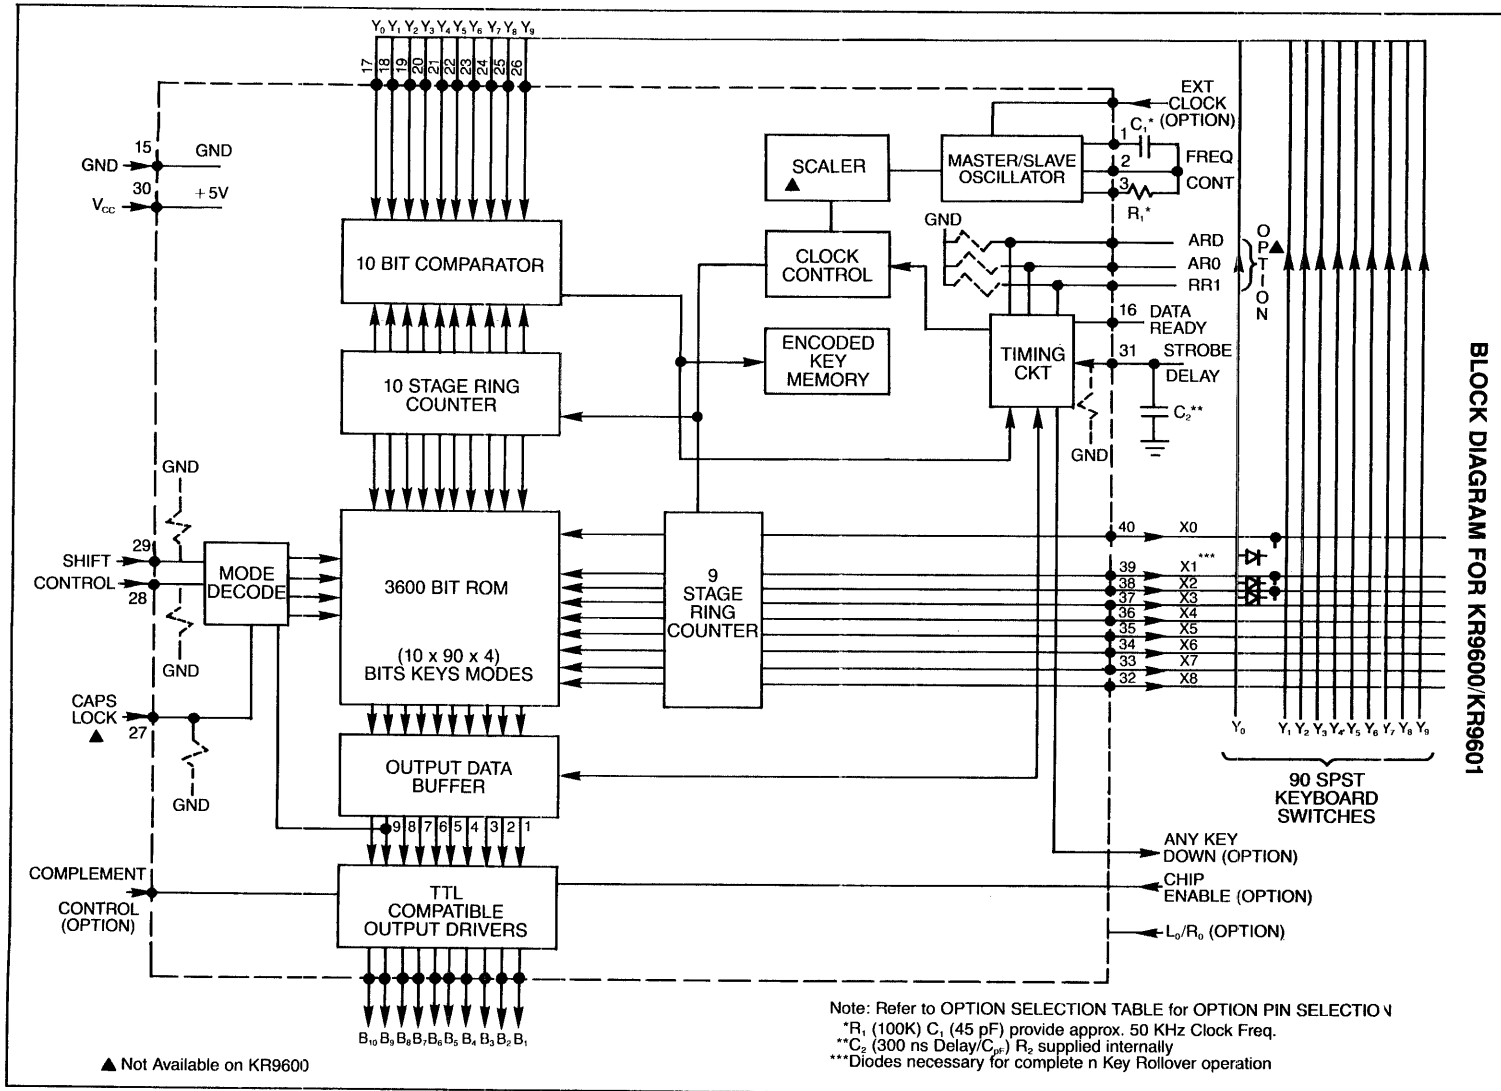 Y₀ Y₁ Y₂ Y₃ Y₄ Y₅ Y₆ Y₇ Y₈ Y₉
17 18 19 20 21 22 23 24 25 26
EXT
CLOCK
(OPTION)
15 GND
GND
30 +5V
V_CC
SCALER
▲
MASTER/SLAVE
OSCILLATOR
1 C₁*
2 FREQ
3 CONT
R₁*
GND
10 BIT COMPARATOR
CLOCK
CONTROL
ARD
AR0
RR1
OPTION ▲
16 DATA
READY
31 STROBE
DELAY
ENCODED
KEY
MEMORY
TIMING
CKT
10 STAGE RING
COUNTER
C₂**
GND
GND
29
SHIFT
CONTROL
28
MODE
DECODE
GND
3600 BIT ROM
(10 x 90 x 4)
BITS KEYS MODES
9
STAGE
RING
COUNTER
40 X0
***
39 X1
38 X2
37 X3
36 X4
35 X5
34 X6
33 X7
32 X8
CAPS
LOCK
▲ 27
GND
Y₀ Y₁ Y₂ Y₃ Y₄ Y₅ Y₆ Y₇ Y₈ Y₉
90 SPST
KEYBOARD
SWITCHES
OUTPUT DATA
BUFFER
9 8 7 6 5 4 3 2 1
ANY KEY
DOWN (OPTION)
COMPLEMENT
CONTROL
(OPTION)
TTL
COMPATIBLE
OUTPUT DRIVERS
CHIP
ENABLE (OPTION)
L₀/R₀ (OPTION)
B₁₀ B₉ B₈ B₇ B₆ B₅ B₄ B₃ B₂ B₁
▲ Not Available on KR9600
Note: Refer to OPTION SELECTION TABLE for OPTION PIN SELECTION
*R₁ (100K) C₁ (45 pF) provide approx. 50 KHz Clock Freq.
**C₂ (300 ns Delay/C_pF) R₂ supplied internally
***Diodes necessary for complete n Key Rollover operation
BLOCK DIAGRAM FOR KR9600/KR9601